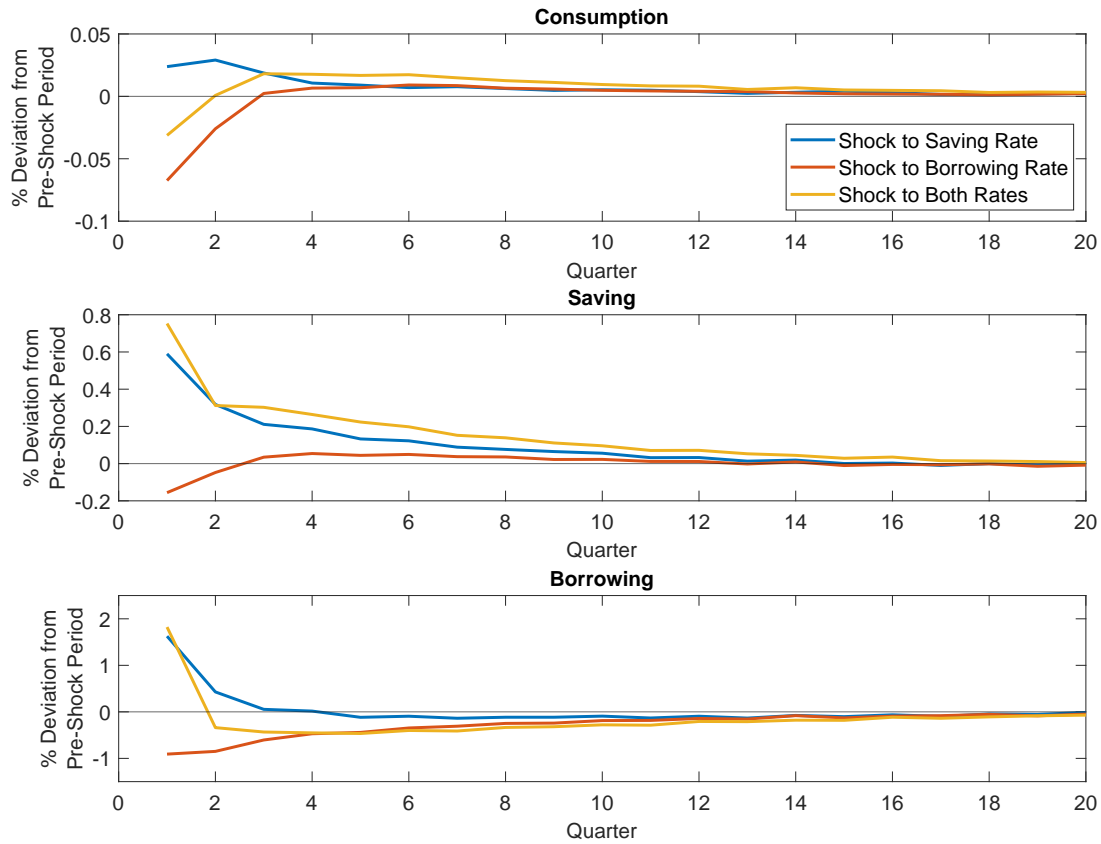 Consumption
% Deviation from
Pre-Shock Period
0.05
0
-0.05
-0.1
Shock to Saving Rate
Shock to Borrowing Rate
Shock to Both Rates
0 2 4 6 8 10 12 14 16 18 20
Quarter
Saving
% Deviation from
Pre-Shock Period
0.8
0.6
0.4
0.2
0
-0.2
0 2 4 6 8 10 12 14 16 18 20
Quarter
Borrowing
% Deviation from
Pre-Shock Period
2
1
0
-1
0 2 4 6 8 10 12 14 16 18 20
Quarter